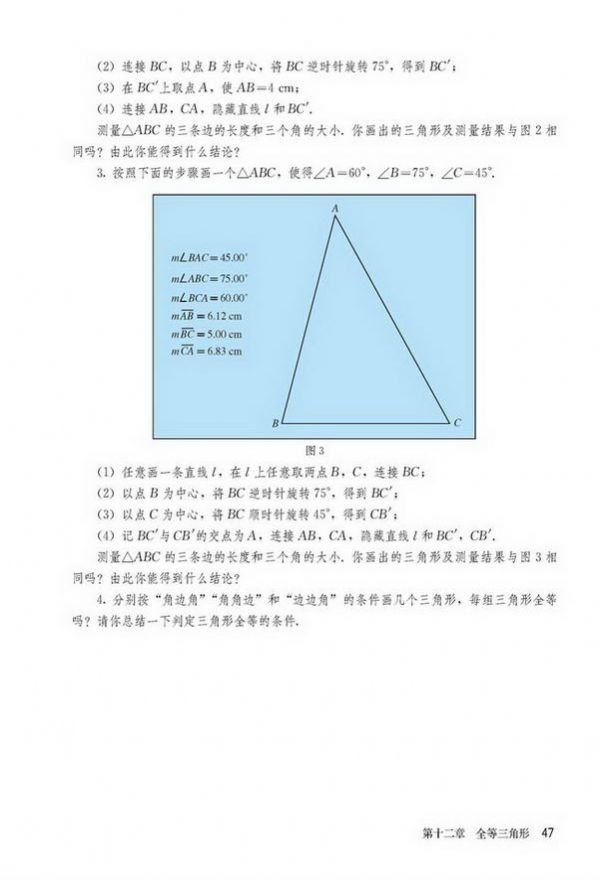 (2) 连接 BC，以点 B 为中心，将 BC 逆时针旋转 75°，得到 BC′；
(3) 在 BC′上取点 A，使 AB=4 cm；
(4) 连接 AB，CA，隐藏直线 l 和 BC′.
测量△ABC 的三条边的长度和三个角的大小. 你画出的三角形及测量结果与图 2 相
同吗？由此你能得到什么结论？
3. 按照下面的步骤画一个△ABC，使得∠A=60°，∠B=75°，∠C=45°.
A
m∠BAC=45.00°
m∠ABC=75.00°
m∠BCA=60.00°
mAB=6.12 cm
mBC=5.00 cm
mCA=6.83 cm
B
C
图 3
(1) 任意画一条直线 l，在 l 上任意取两点 B，C，连接 BC；
(2) 以点 B 为中心，将 BC 逆时针旋转 75°，得到 BC′；
(3) 以点 C 为中心，将 BC 顺时针旋转 45°，得到 CB′；
(4) 记 BC′与 CB′的交点为 A，连接 AB，CA，隐藏直线 l 和 BC′，CB′.
测量△ABC 的三条边的长度和三个角的大小. 你画出的三角形及测量结果与图 3 相
同吗？由此你能得到什么结论？
4. 分别按“角边角”“角角边”和“边边角”的条件画几个三角形，每组三角形全等
吗？请你总结一下判定三角形全等的条件.
第十二章 全等三角形 47